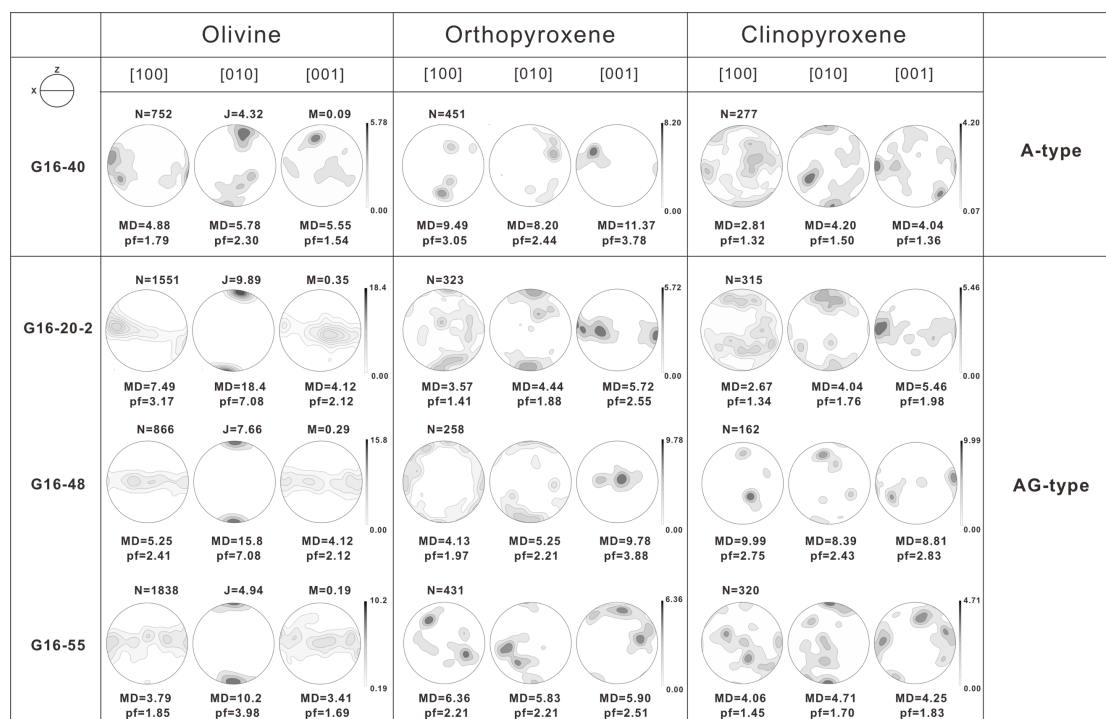 Olivine Orthopyroxene Clinopyroxene
z
x
[100] [010] [001] [100] [010] [001] [100] [010] [001]
G16-40
N=752 J=4.32 M=0.09 N=451 N=277
5.78 8.20 4.20
0.00 0.00 0.07
MD=4.88 MD=5.78 MD=5.55 MD=9.49 MD=8.20 MD=11.37 MD=2.81 MD=4.20 MD=4.04
pf=1.79 pf=2.30 pf=1.54 pf=3.05 pf=2.44 pf=3.78 pf=1.32 pf=1.50 pf=1.36
A-type
G16-20-2
N=1551 J=9.89 M=0.35 N=323 N=315
18.4 5.72 5.46
0.00 0.00 0.00
MD=7.49 MD=18.4 MD=4.12 MD=3.57 MD=4.44 MD=5.72 MD=2.67 MD=4.04 MD=5.46
pf=3.17 pf=7.08 pf=2.12 pf=1.41 pf=1.88 pf=2.55 pf=1.34 pf=1.76 pf=1.98
G16-48
N=866 J=7.66 M=0.29 N=258 N=162
15.8 9.78 9.99
0.00 0.00 0.00
MD=5.25 MD=15.8 MD=4.12 MD=4.13 MD=5.25 MD=9.78 MD=9.99 MD=8.39 MD=8.81
pf=2.41 pf=7.08 pf=2.12 pf=1.97 pf=2.21 pf=3.88 pf=2.75 pf=2.43 pf=2.83
AG-type
G16-55
N=1838 J=4.94 M=0.19 N=431 N=320
10.2 6.36 4.71
0.19 0.00 0.00
MD=3.79 MD=10.2 MD=3.41 MD=6.36 MD=5.83 MD=5.90 MD=4.06 MD=4.71 MD=4.25
pf=1.85 pf=3.98 pf=1.69 pf=2.21 pf=2.21 pf=2.51 pf=1.45 pf=1.70 pf=1.83